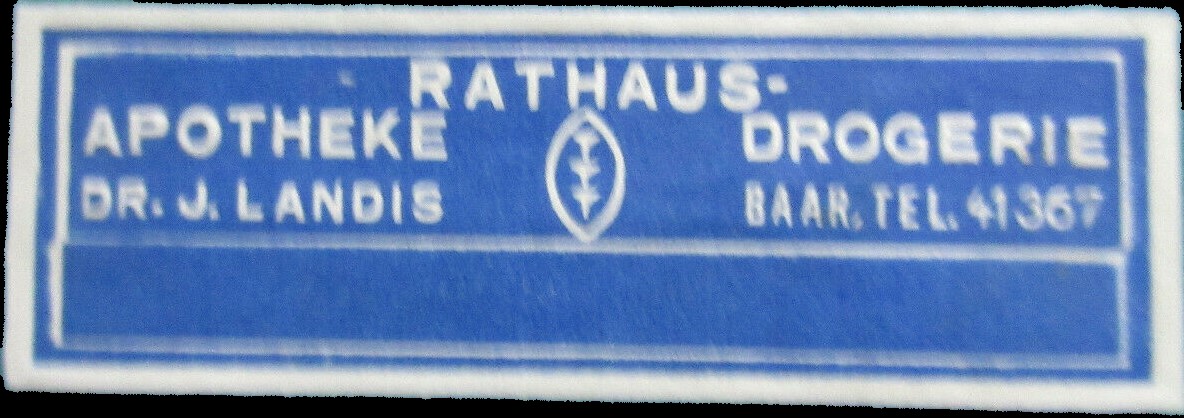 RATHAUS-
APOTHEKE DROGERIE
DR. J. LANDIS BAAR, TEL. 41367